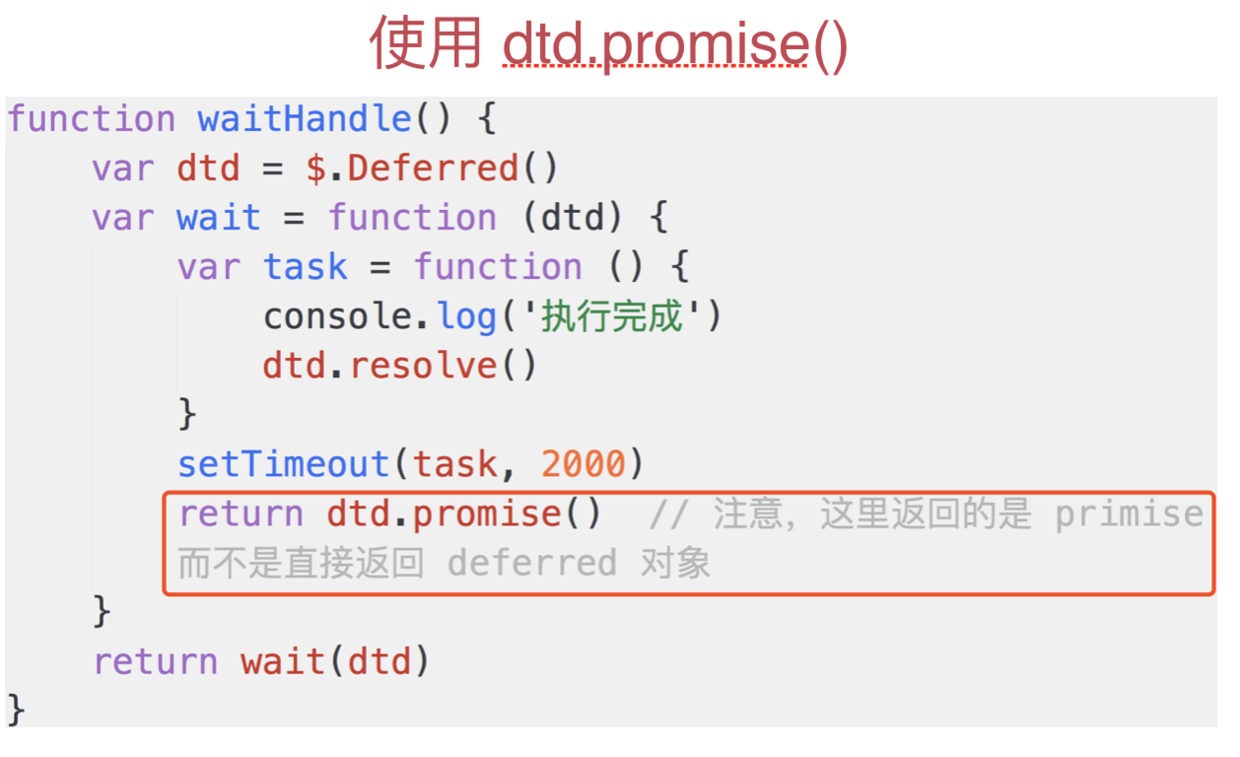 使用 dtd.promise()
function waitHandle() {
    var dtd = $.Deferred()
    var wait = function (dtd) {
        var task = function () {
            console.log('执行完成')
            dtd.resolve()
        }
        setTimeout(task, 2000)
        return dtd.promise()  // 注意，这里返回的是 primise
        而不是直接返回 deferred 对象
    }
    return wait(dtd)
}